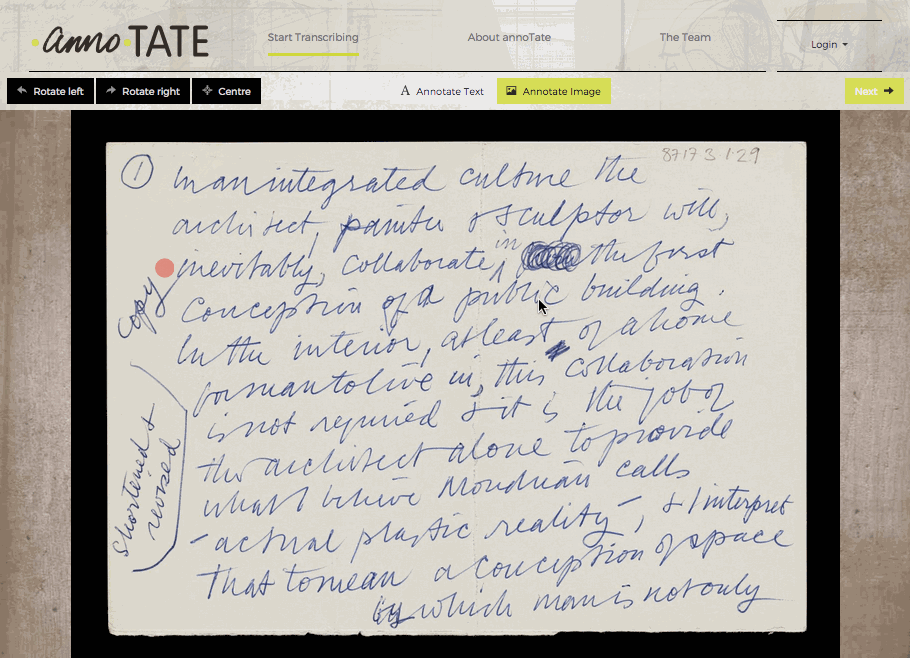 anno TATE
Start Transcribing
About annoTate
The Team
Login
Rotate left
Rotate right
Centre
Annotate Text
Annotate Image
Next
8717 3 1·29
① In an integrated culture the
architect, painter & sculptor will,
inevitably, collaborate, in the first
Conception of a public building.
In the interior, at least of a home
for man to live in, this collaboration
is not required & it is the job of
the architect alone to provide
what I believe Mondrian calls
"actual plastic reality", & I interpret
that to mean a conception of space
by which man is not only
Copy
Shortened &
revised